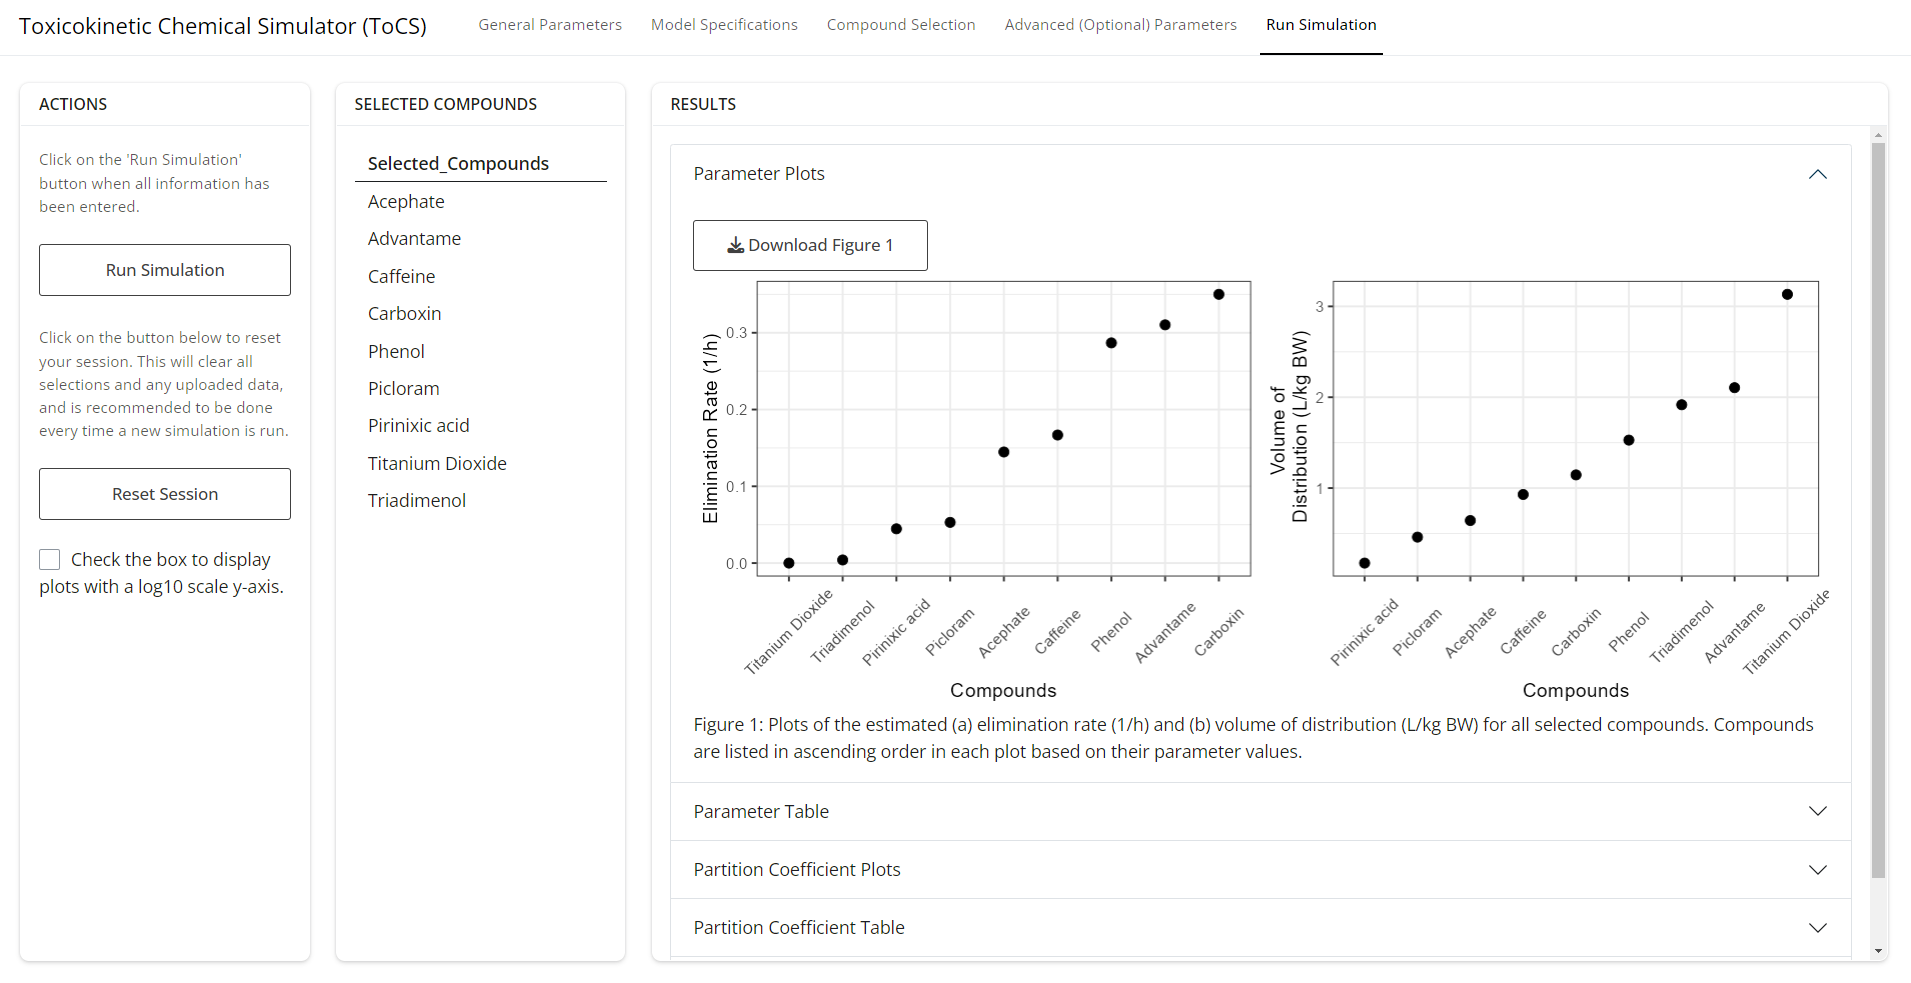 Toxicokinetic Chemical Simulator (ToCS)
General Parameters
Model Specifications
Compound Selection
Advanced (Optional) Parameters
Run Simulation
ACTIONS
Click on the 'Run Simulation'
button when all information has
been entered.
Run Simulation
Click on the button below to reset
your session. This will clear all
selections and any uploaded data,
and is recommended to be done
every time a new simulation is run.
Reset Session
Check the box to display
plots with a log10 scale y-axis.
SELECTED COMPOUNDS
Selected_Compounds
Acephate
Advantame
Caffeine
Carboxin
Phenol
Picloram
Pirinixic acid
Titanium Dioxide
Triadimenol
RESULTS
Parameter Plots
Download Figure 1
Elimination Rate (1/h)
0.3
0.2
0.1
0.0
Titanium Dioxide
Triadimenol
Pirinixic acid
Picloram
Acephate
Caffeine
Phenol
Advantame
Carboxin
Compounds
Volume of
Distribution (L/kg BW)
3
2
1
Pirinixic acid
Picloram
Acephate
Caffeine
Carboxin
Phenol
Triadimenol
Advantame
Titanium Dioxide
Compounds
Figure 1: Plots of the estimated (a) elimination rate (1/h) and (b) volume of distribution (L/kg BW) for all selected compounds. Compounds
are listed in ascending order in each plot based on their parameter values.
Parameter Table
Partition Coefficient Plots
Partition Coefficient Table